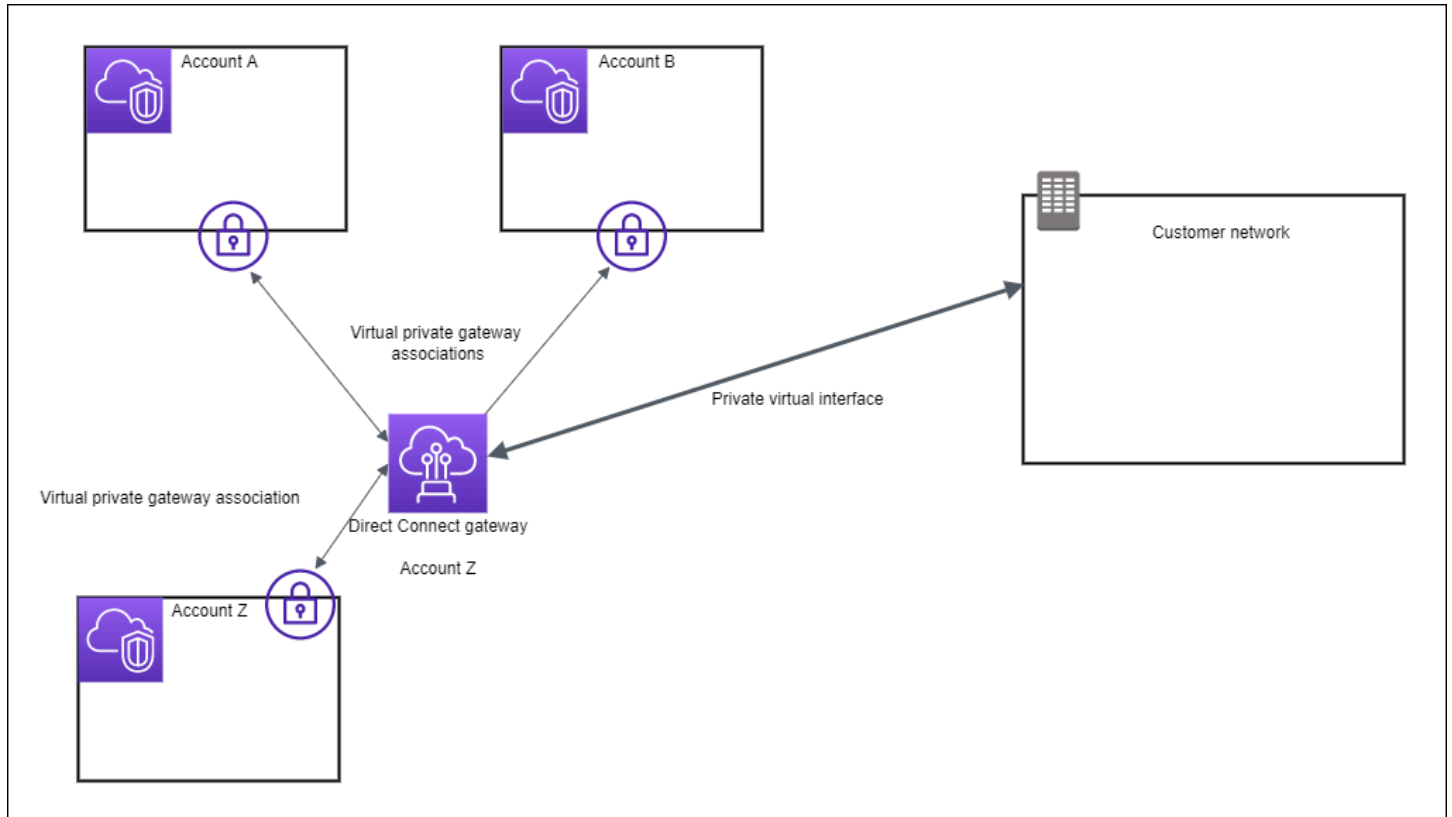 Account A
Account B
Customer network
Virtual private gateway
associations
Private virtual interface
Virtual private gateway association
Direct Connect gateway
Account Z
Account Z